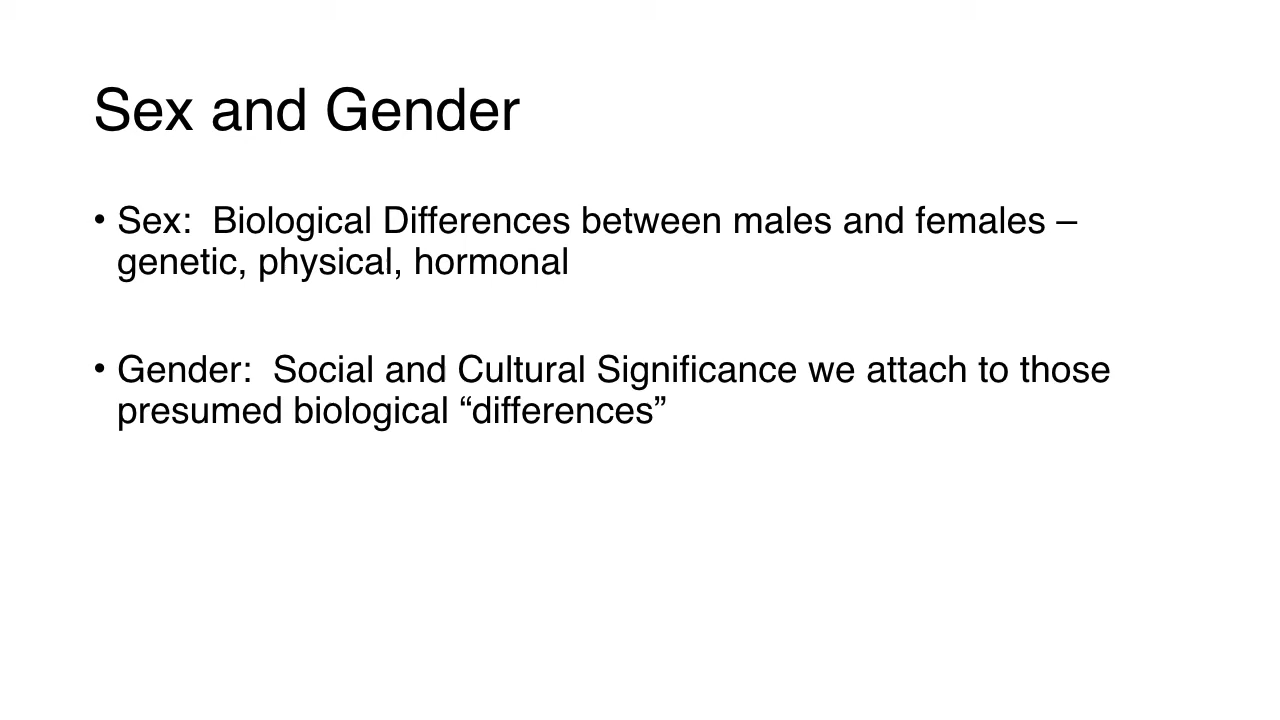 Sex and Gender
• Sex:  Biological Differences between males and females –
genetic, physical, hormonal
• Gender:  Social and Cultural Significance we attach to those
presumed biological “differences”